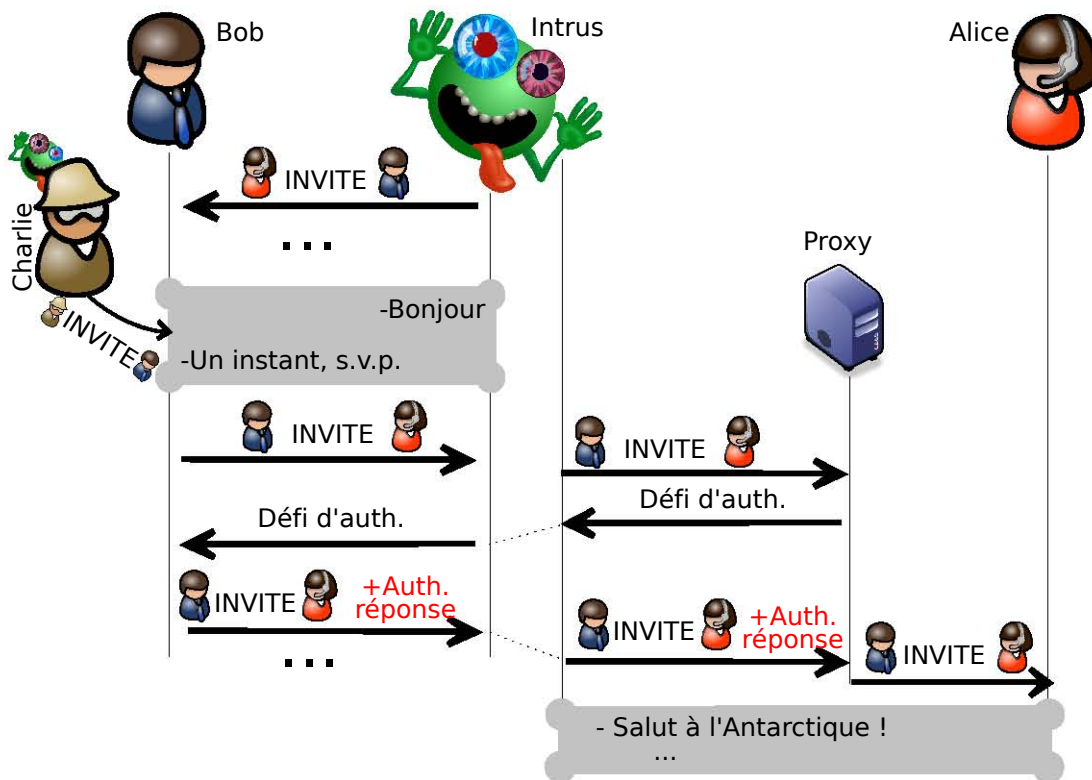 Bob
Intrus
Alice
INVITE
Charlie
...
Proxy
-Bonjour
INVITE
-Un instant, s.v.p.
INVITE
INVITE
Défi d'auth.
Défi d'auth.
INVITE
+Auth.
réponse
INVITE
+Auth.
réponse
INVITE
...
- Salut à l'Antarctique !
...